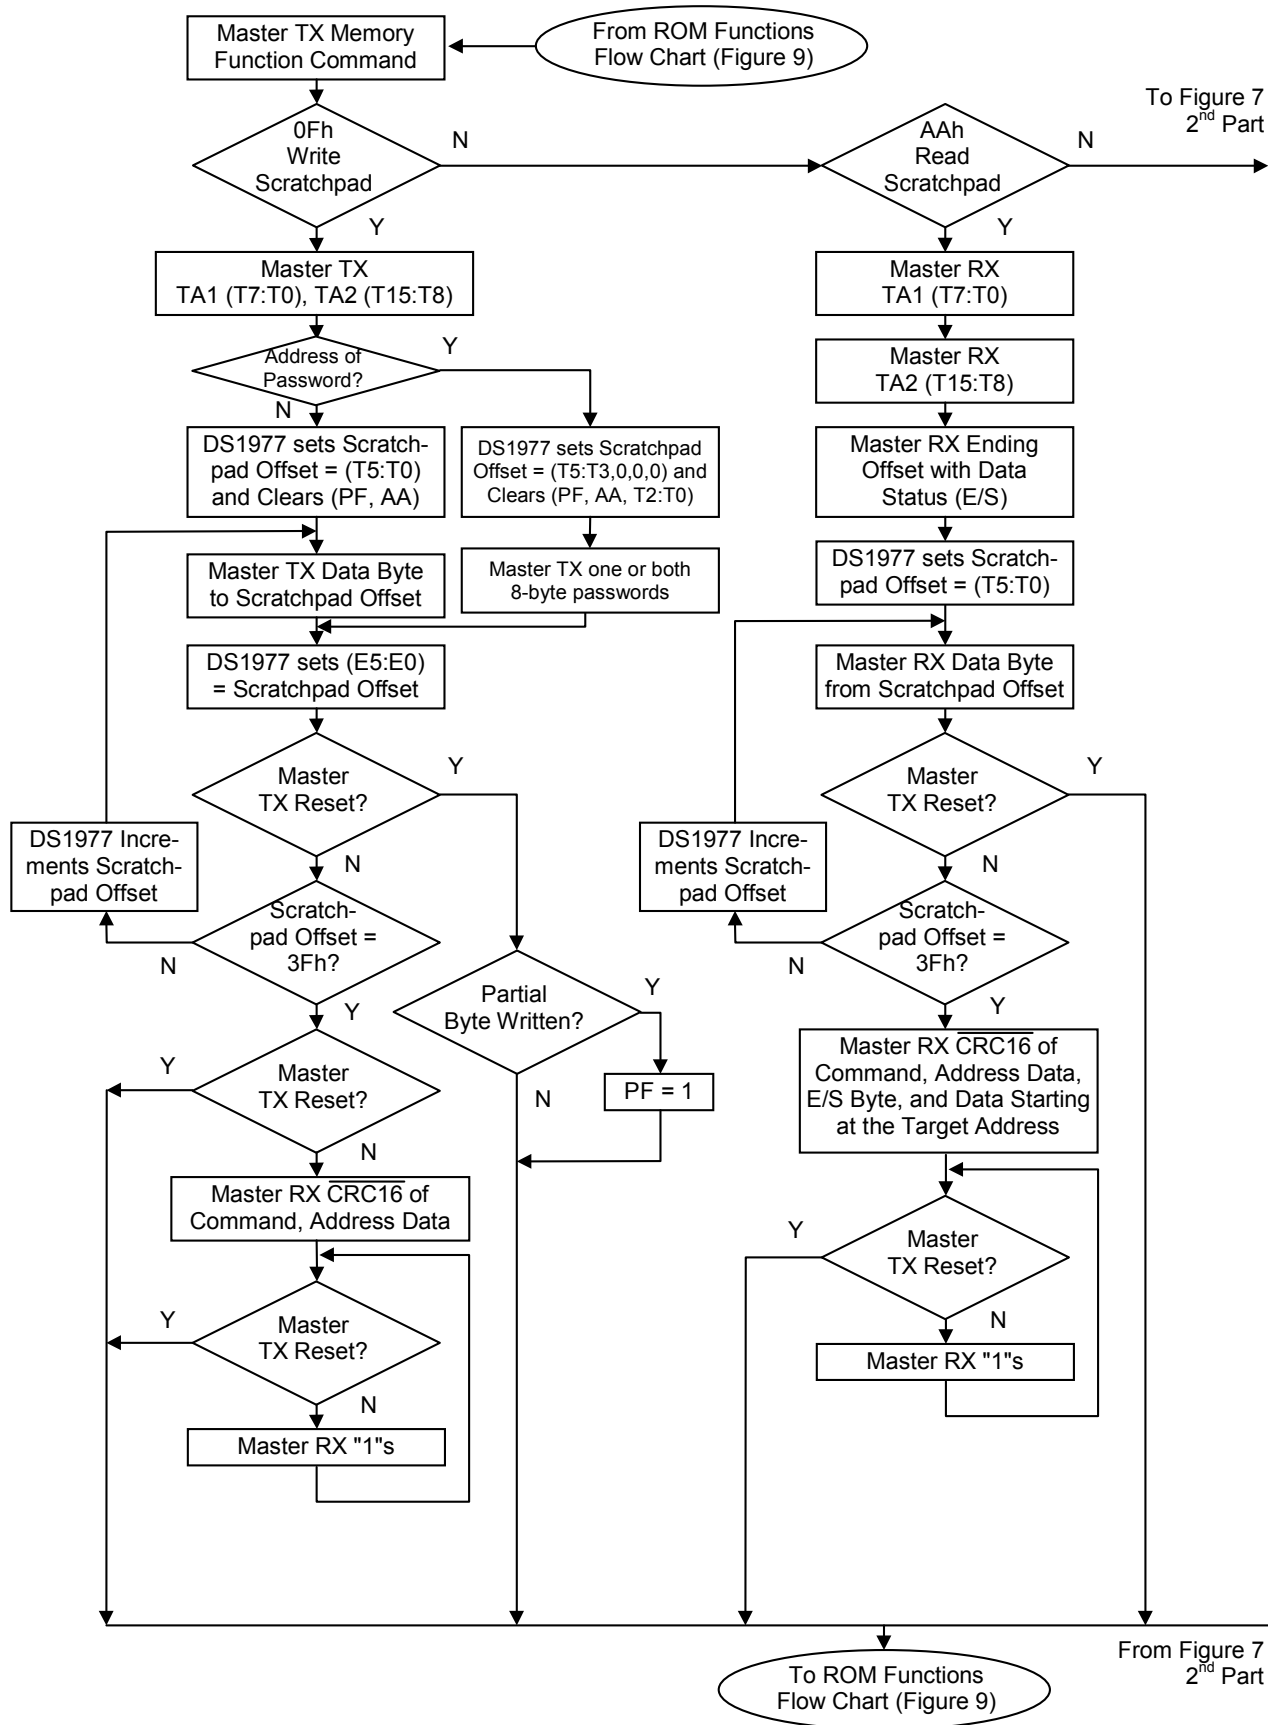 Master TX Memory
Function Command
From ROM Functions
Flow Chart (Figure 9)
To Figure 7
2nd Part
0Fh
Write
Scratchpad
N
Y
AAh
Read
Scratchpad
N
Y
Master TX
TA1 (T7:T0), TA2 (T15:T8)
Address of
Password?
Y
N
DS1977 sets Scratch-
pad Offset = (T5:T0)
and Clears (PF, AA)
DS1977 sets Scratchpad
Offset = (T5:T3,0,0,0) and
Clears (PF, AA, T2:T0)
Master TX Data Byte
to Scratchpad Offset
Master TX one or both
8-byte passwords
DS1977 sets (E5:E0)
= Scratchpad Offset
Master
TX Reset?
Y
N
DS1977 Incre-
ments Scratch-
pad Offset
Scratch-
pad Offset =
3Fh?
N
Y
Partial
Byte Written?
Y
N
PF = 1
Master
TX Reset?
Y
N
Master RX CRC16 of
Command, Address Data
Master
TX Reset?
Y
N
Master RX "1"s
Master RX
TA1 (T7:T0)
Master RX
TA2 (T15:T8)
Master RX Ending
Offset with Data
Status (E/S)
DS1977 sets Scratch-
pad Offset = (T5:T0)
Master RX Data Byte
from Scratchpad Offset
Master
TX Reset?
Y
N
DS1977 Incre-
ments Scratch-
pad Offset
Scratch-
pad Offset =
3Fh?
N
Y
Master RX CRC16 of
Command, Address Data,
E/S Byte, and Data Starting
at the Target Address
Master
TX Reset?
Y
N
Master RX "1"s
From Figure 7
2nd Part
To ROM Functions
Flow Chart (Figure 9)